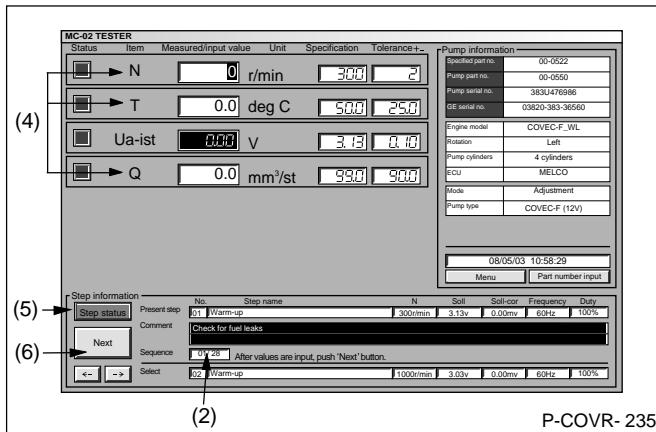 MC-02 TESTER
Status Item Measured/input value Unit Specification Tolerance+-
N 0 r/min 300 2
T 0.0 deg C 50.0 25.0
Ua-ist 0.00 V 3.13 0.10
Q 0.0 mm³/st 99.0 90.0
(4)
Pump information
Specified part no. 00-0522
Pump part no. 00-0550
Pump serial no. 383U476986
GE serial no. 03820-383-36560
Engine model COVEC-F_WL
Rotation Left
Pump cylinders 4 cylinders
ECU MELCO
Mode Adjustment
Pump type COVEC-F (12V)
08/05/03 10:58:29
Menu Part number input
Step information
No. Step name N Soll Soll-cor Frequency Duty
(5) Step status Present step 01 Warm-up 300r/min 3.13v 0.00mv 60Hz 100%
Comment Check for fuel leaks
(6) Next
Sequence 01/28 After values are input, push 'Next' button.
<- -> Select 02 Warm-up 1000r/min 3.03v 0.00mv 60Hz 100%
(2)
P-COVR- 235